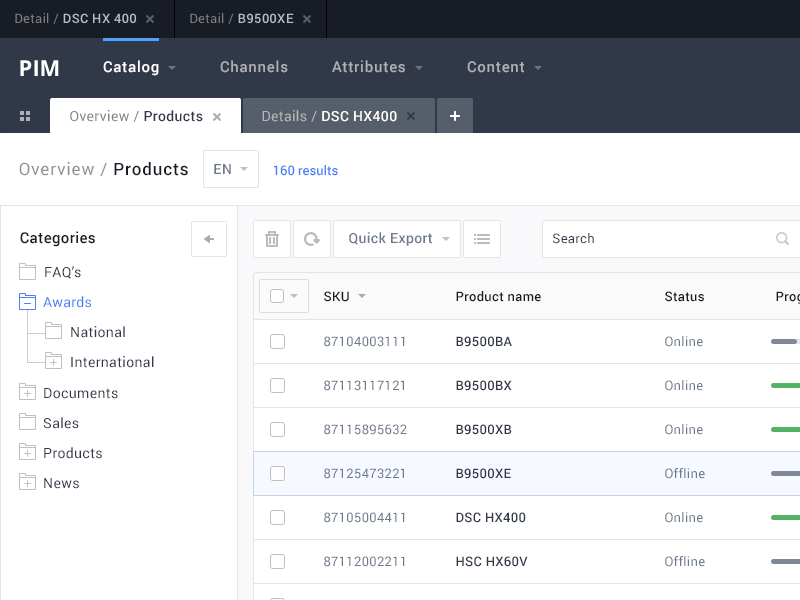 Detail / DSC HX 400 × Detail / B9500XE ×
PIM Catalog Channels Attributes Content
Overview / Products × Details / DSC HX400 × +
Overview / Products EN 160 results
Categories
FAQ's
Awards
National
International
Documents
Sales
Products
News
Quick Export Search
SKU Product name Status Prog
87104003111 B9500BA Online
87113117121 B9500BX Online
87115895632 B9500XB Online
87125473221 B9500XE Offline
87105004411 DSC HX400 Online
87112002211 HSC HX60V Offline